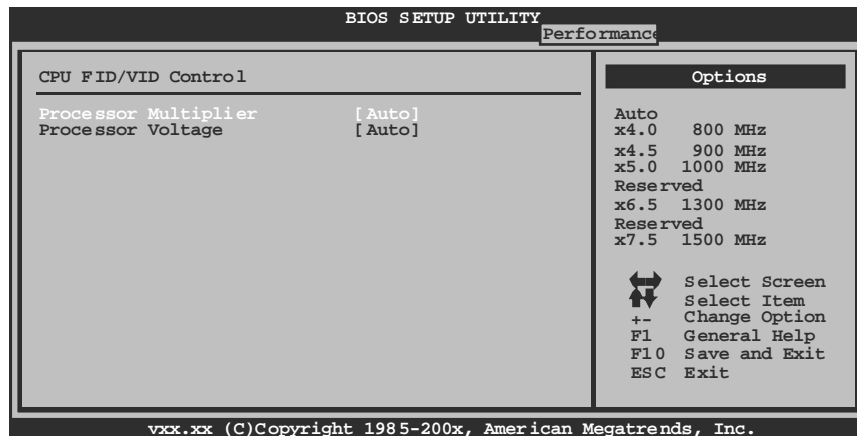 BIOS SETUP UTILITY
Performance
CPU FID/VID Control
Processor Multiplier [Auto]
Processor Voltage [Auto]
Options
Auto
x4.0 800 MHz
x4.5 900 MHz
x5.0 1000 MHz
Reserved
x6.5 1300 MHz
Reserved
x7.5 1500 MHz
Select Screen
Select Item
+- Change Option
F1 General Help
F10 Save and Exit
ESC Exit
vxx.xx (C)Copyright 1985-200x, American Megatrends, Inc.